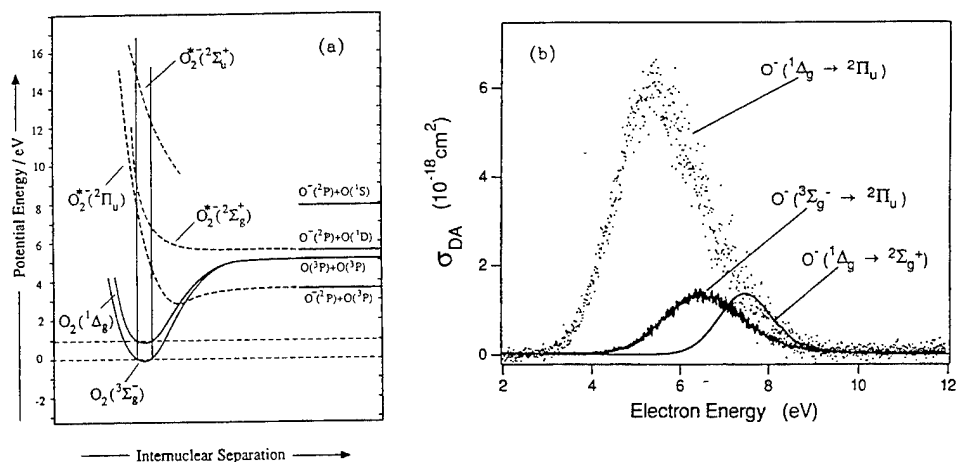 (a)
Potential Energy / eV
16
14
12
10
8
6
4
2
0
-2
O₂*⁻(²Σᵤ⁺)
O₂*⁻(²Πᵤ)
O₂*⁻(²Σg⁺)
O⁻(²P)+O(¹S)
O⁻(²P)+O(¹D)
O(³P)+O(³P)
O⁻(²P)+O(³P)
O₂(¹Δg)
O₂(³Σg⁻)
Internuclear Separation
(b)
σDA (10⁻¹⁸cm²)
6
4
2
0
O⁻(¹Δg → ²Πᵤ)
O⁻(³Σg⁻ → ²Πᵤ)
O⁻(¹Δg → ²Σg⁺)
2 4 6 8 10 12
Electron Energy (eV)